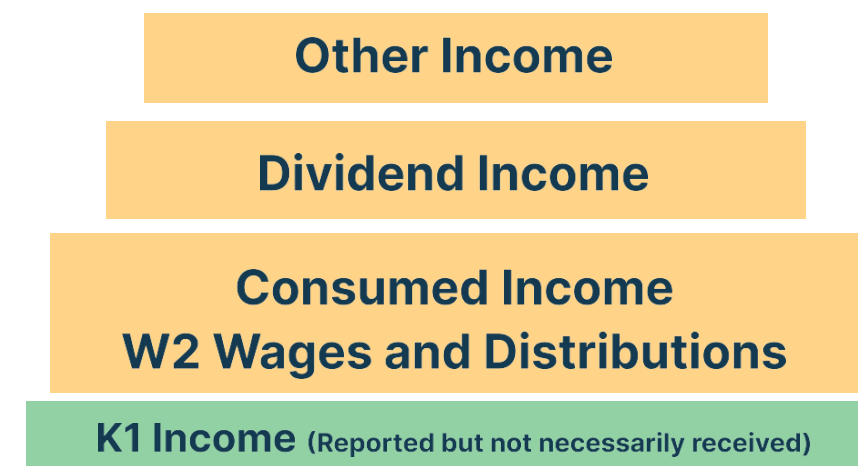 Other Income
Dividend Income
Consumed Income
W2 Wages and Distributions
K1 Income (Reported but not necessarily received)